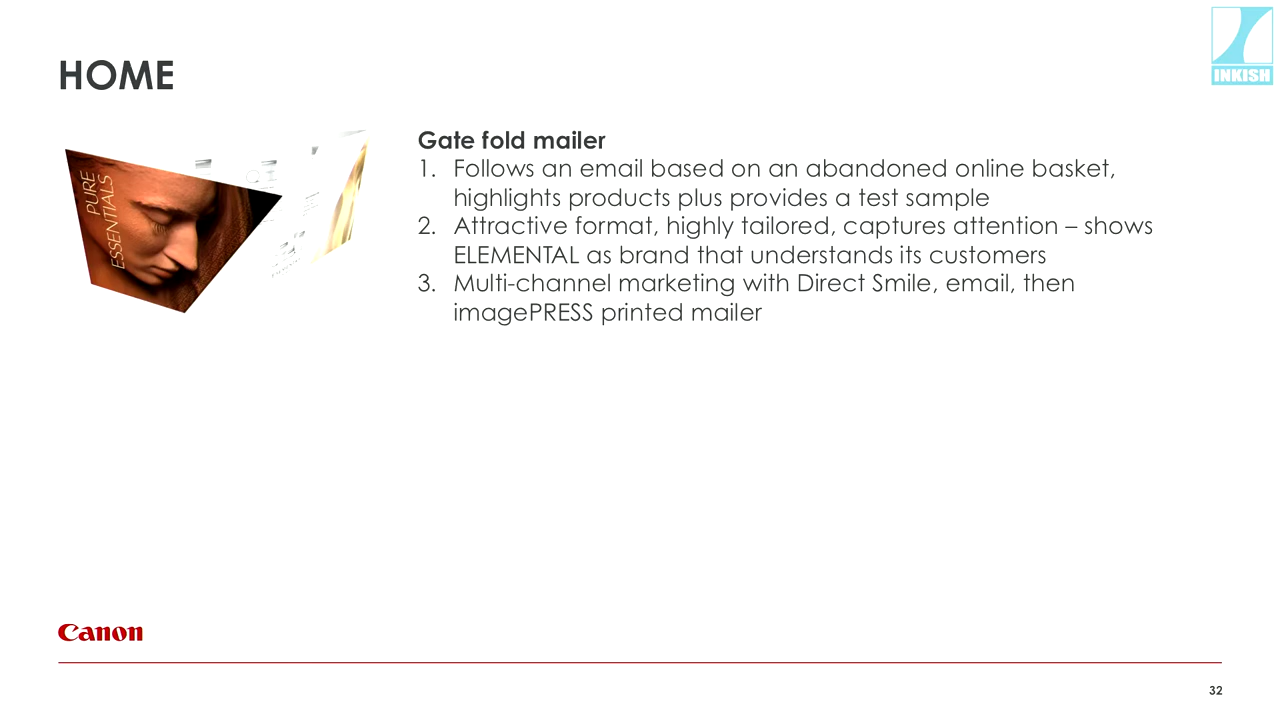 INKISH
HOME
PURE
ESSENTIALS
Gate fold mailer
1. Follows an email based on an abandoned online basket,
highlights products plus provides a test sample
2. Attractive format, highly tailored, captures attention – shows
ELEMENTAL as brand that understands its customers
3. Multi-channel marketing with Direct Smile, email, then
imagePRESS printed mailer
Canon
32